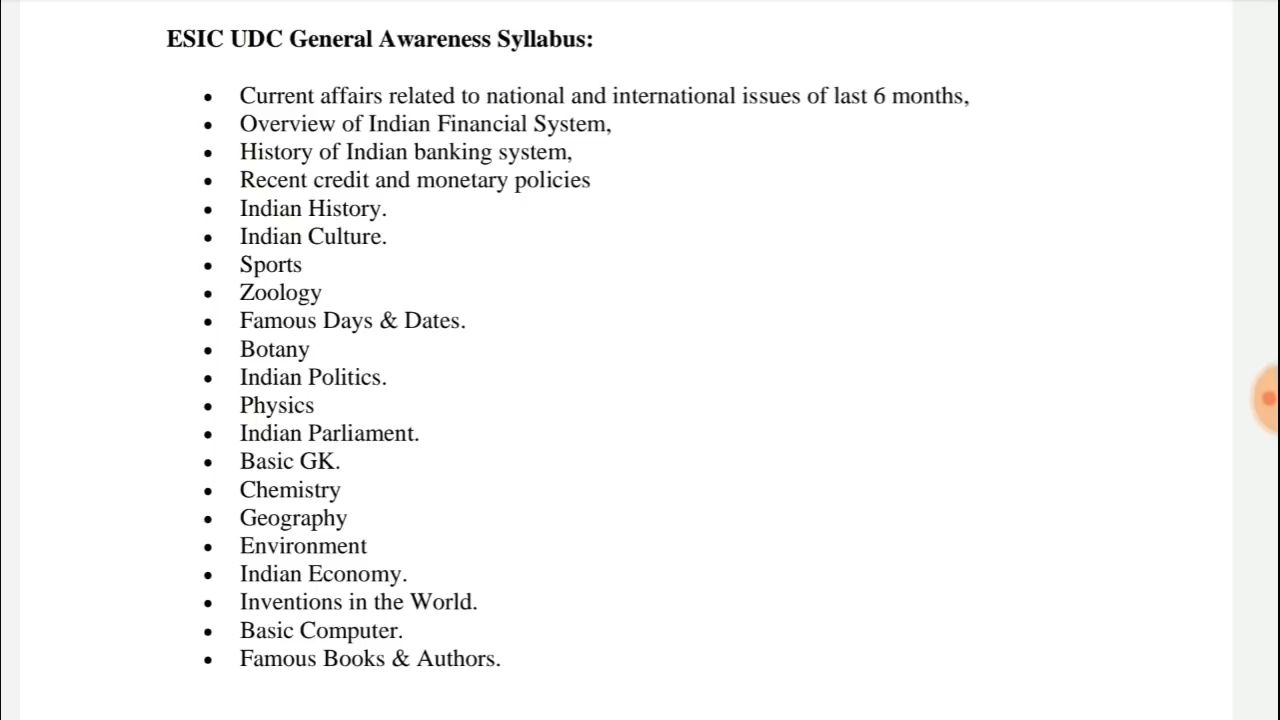 ESIC UDC General Awareness Syllabus:
• Current affairs related to national and international issues of last 6 months,
• Overview of Indian Financial System,
• History of Indian banking system,
• Recent credit and monetary policies
• Indian History.
• Indian Culture.
• Sports
• Zoology
• Famous Days & Dates.
• Botany
• Indian Politics.
• Physics
• Indian Parliament.
• Basic GK.
• Chemistry
• Geography
• Environment
• Indian Economy.
• Inventions in the World.
• Basic Computer.
• Famous Books & Authors.